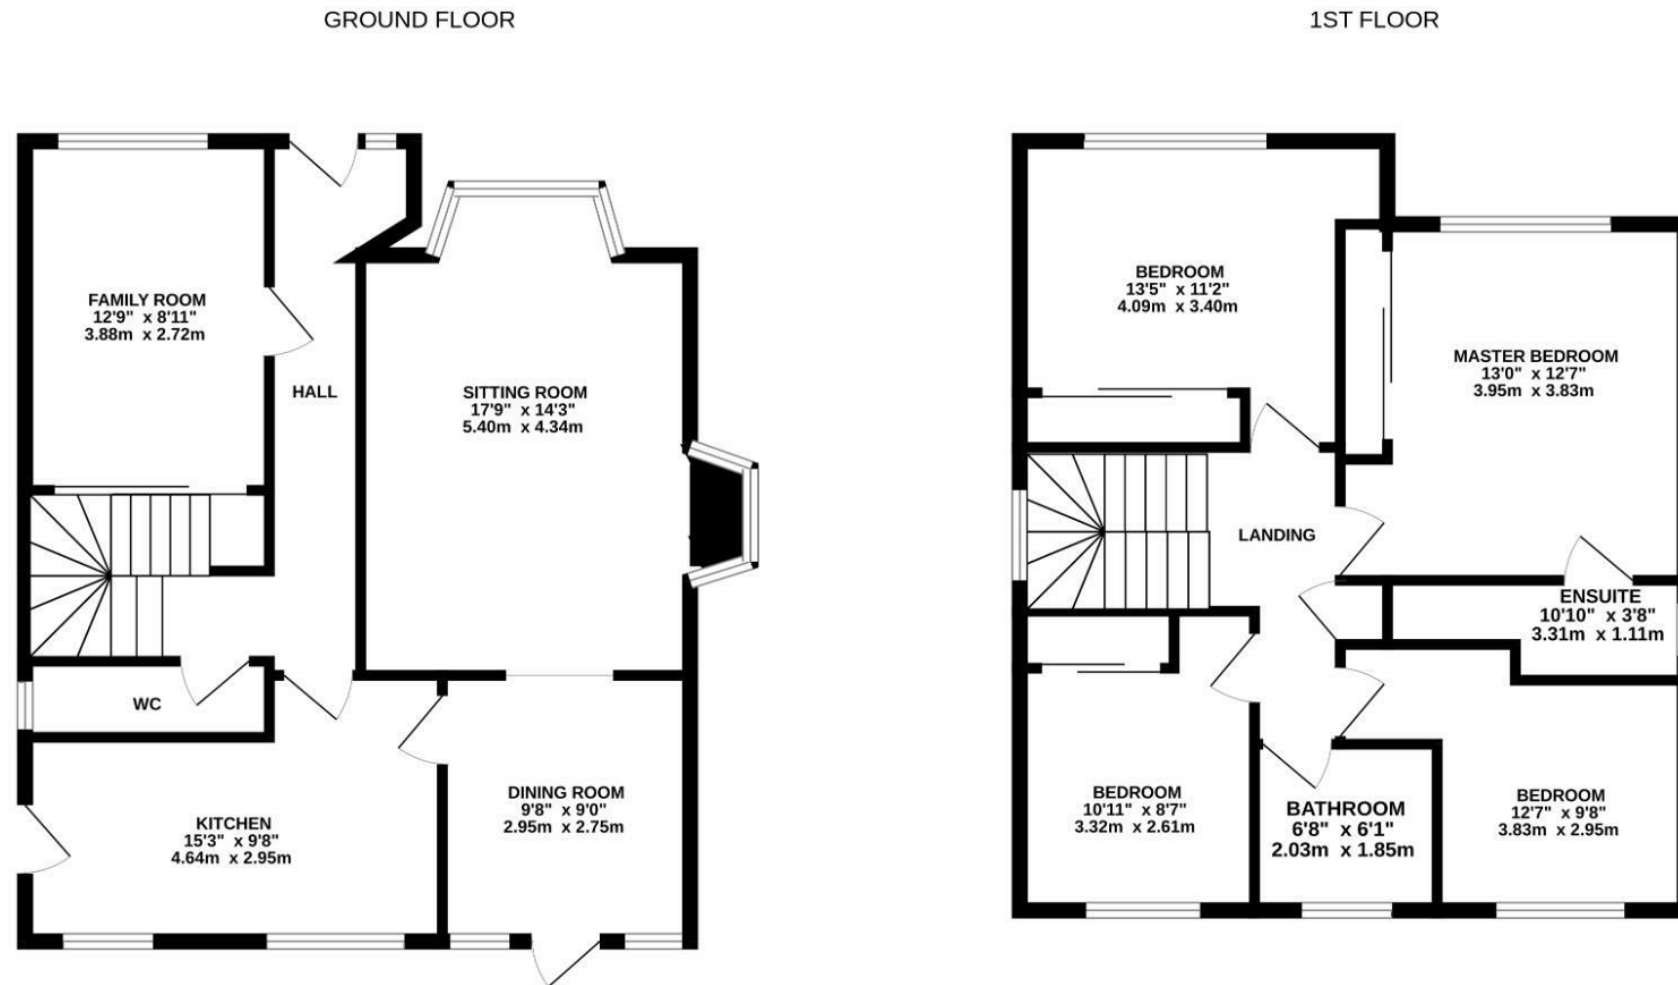 GROUND FLOOR
FAMILY ROOM
12'9" x 8'11"
3.88m x 2.72m
HALL
SITTING ROOM
17'9" x 14'3"
5.40m x 4.34m
WC
KITCHEN
15'3" x 9'8"
4.64m x 2.95m
DINING ROOM
9'8" x 9'0"
2.95m x 2.75m
1ST FLOOR
BEDROOM
13'5" x 11'2"
4.09m x 3.40m
MASTER BEDROOM
13'0" x 12'7"
3.95m x 3.83m
LANDING
ENSUITE
10'10" x 3'8"
3.31m x 1.11m
BEDROOM
10'11" x 8'7"
3.32m x 2.61m
BATHROOM
6'8" x 6'1"
2.03m x 1.85m
BEDROOM
12'7" x 9'8"
3.83m x 2.95m